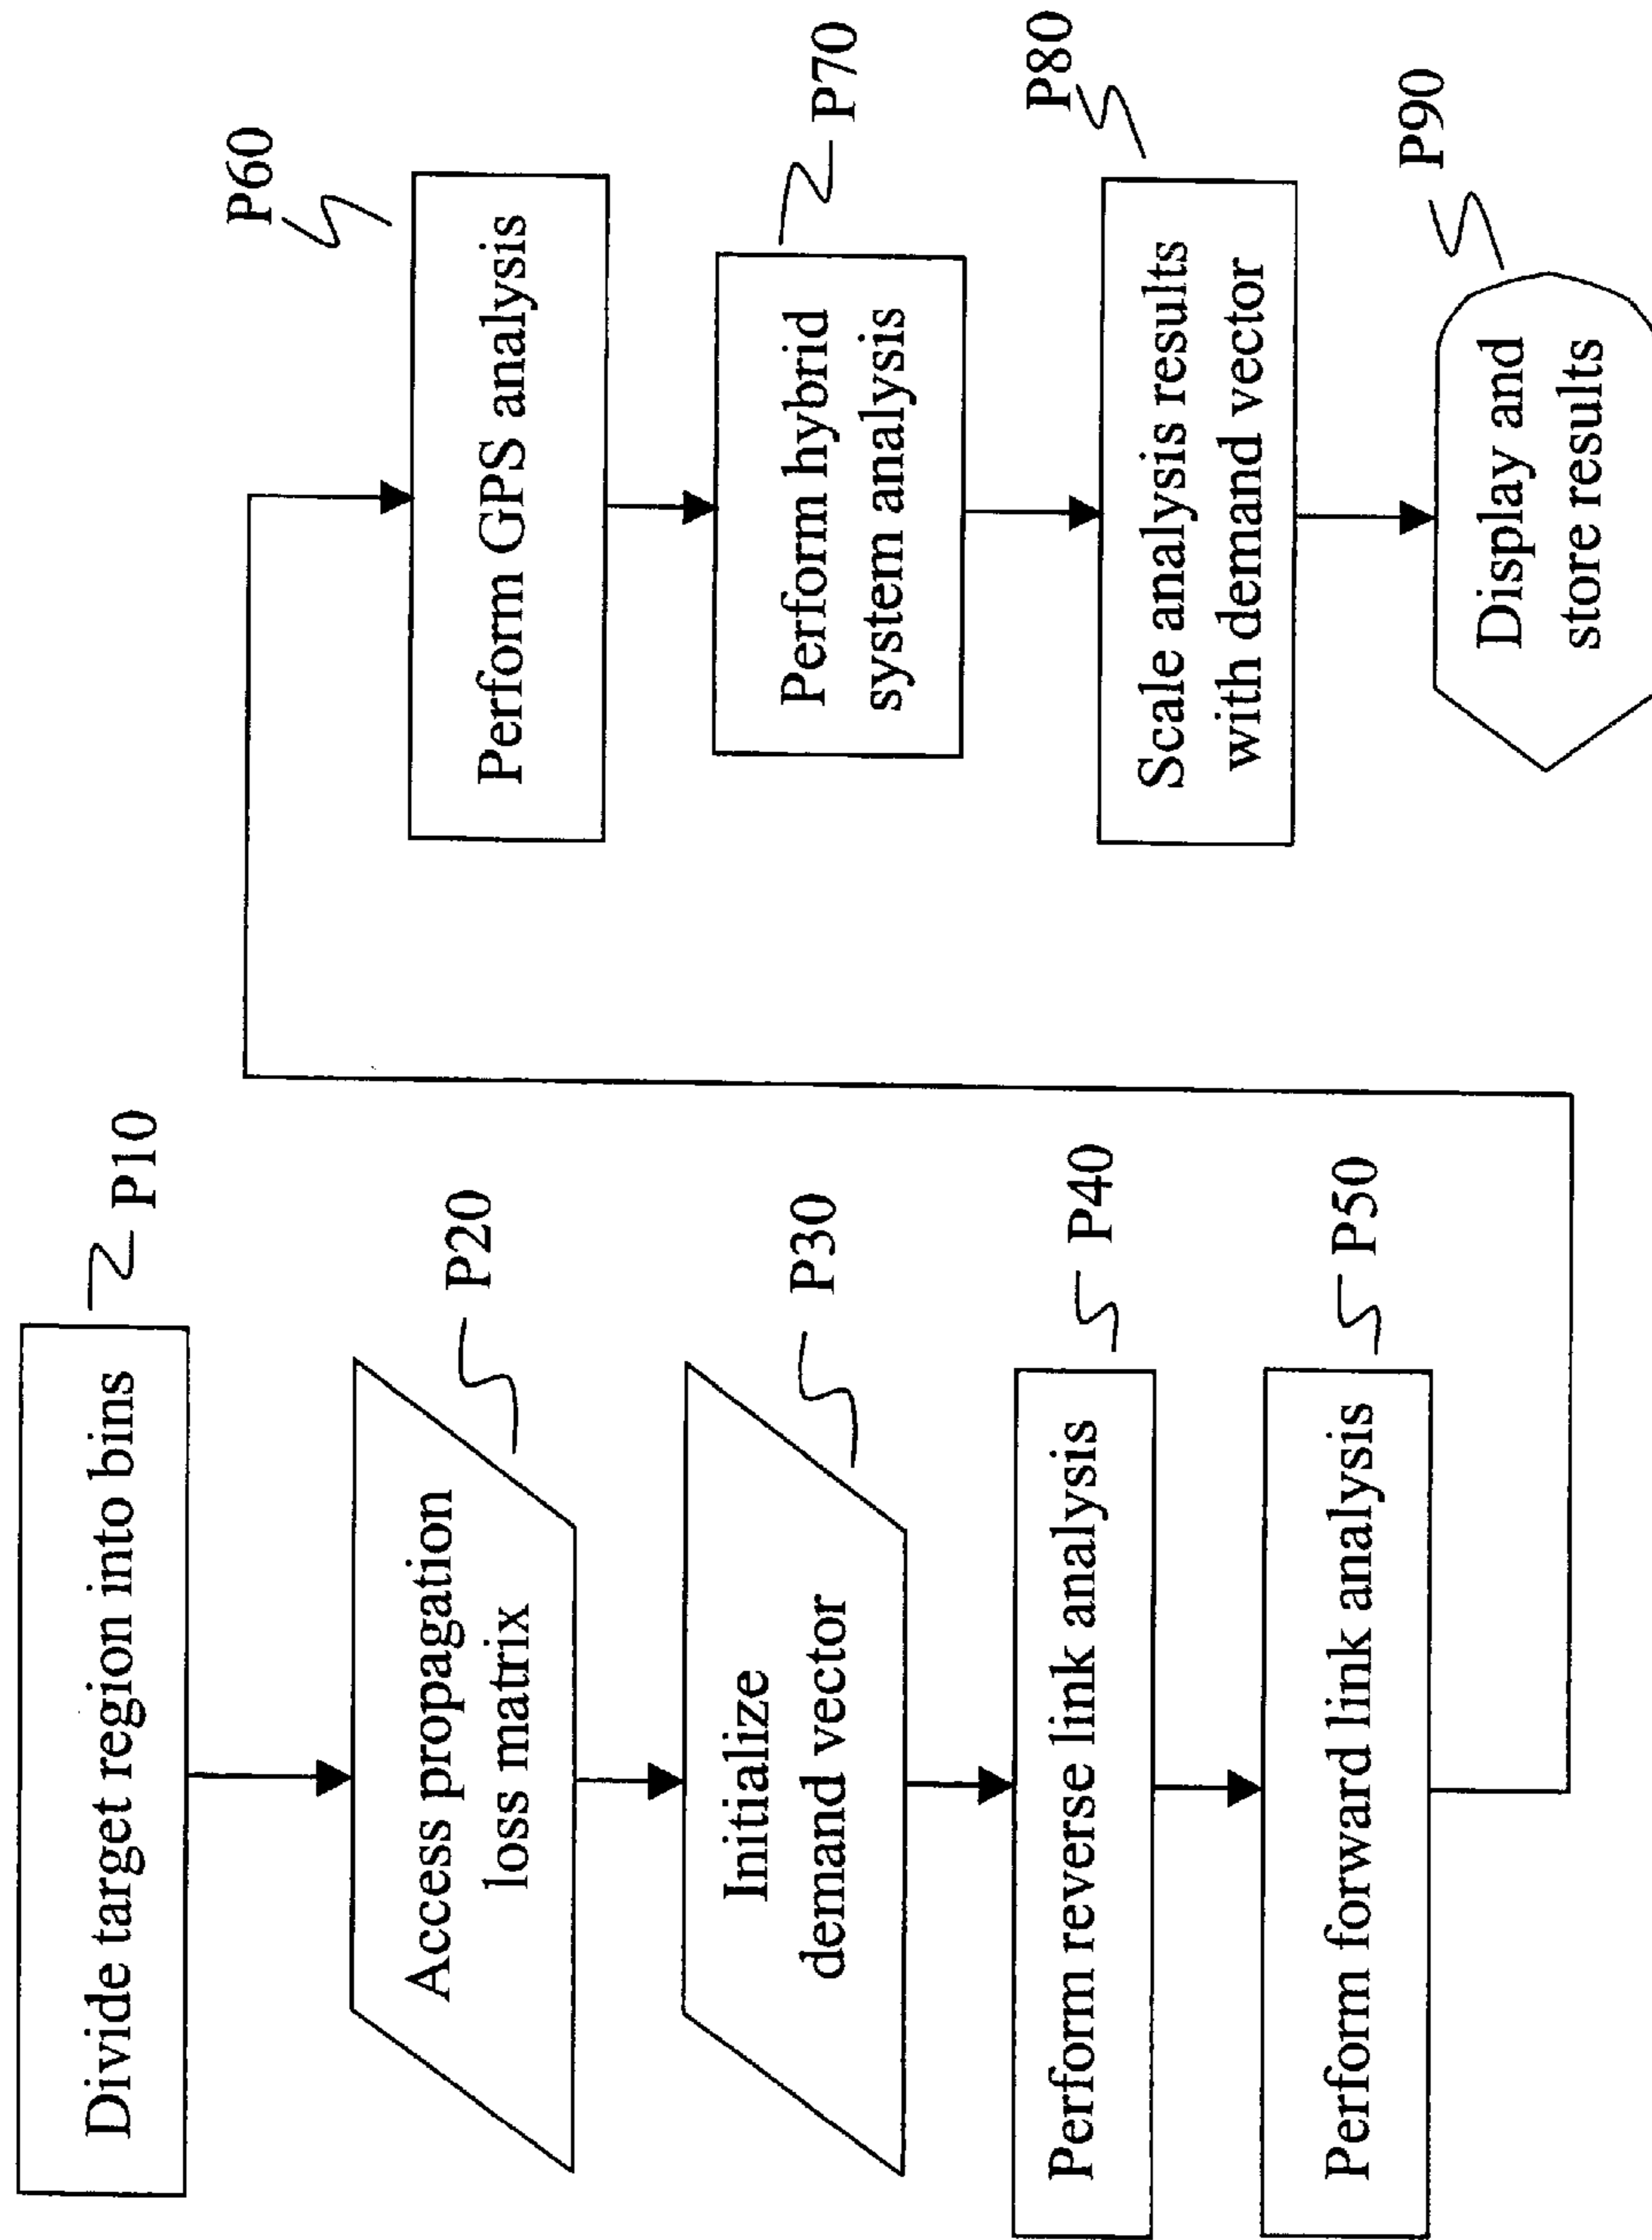 Divide target region into bins
P10
Access propagation
loss matrix
P20
Initialize
demand vector
P30
Perform reverse link analysis
P40
Perform forward link analysis
P50
Perform GPS analysis
P60
Perform hybrid
system analysis
P70
Scale analysis results
with demand vector
P80
Display and
store results
P90